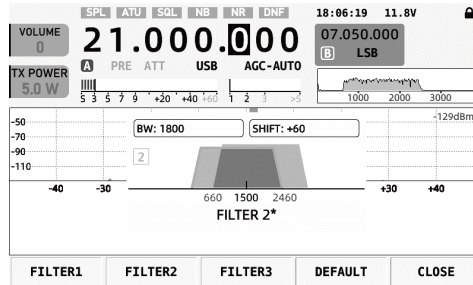 SPL ATU SQL NB NR DNF 18:06:19 11.8V
VOLUME
0
21.000.000
07.050.000
B LSB
TX POWER
5.0 W
A PRE ATT USB AGC-AUTO
S 3 5 7 9 +20 +40 +60 1 2 3 >5
1000 2000 3000
-129dBm
-50
-70
-90
-110
BW: 1800 SHIFT: +60
2
-40 -30 +30 +40
660 1500 2460
FILTER 2*
FILTER1 FILTER2 FILTER3 DEFAULT CLOSE